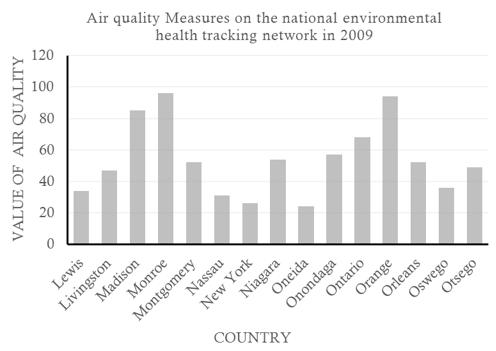 Air quality Measures on the national environmental
health tracking network in 2009
VALUE OF AIR QUALITY
120
100
80
60
40
20
0
Lewis
Livingston
Madison
Monroe
Montgomery
Nassau
New York
Niagara
Oneida
Onondaga
Ontario
Orange
Orleans
Oswego
Otsego
COUNTRY